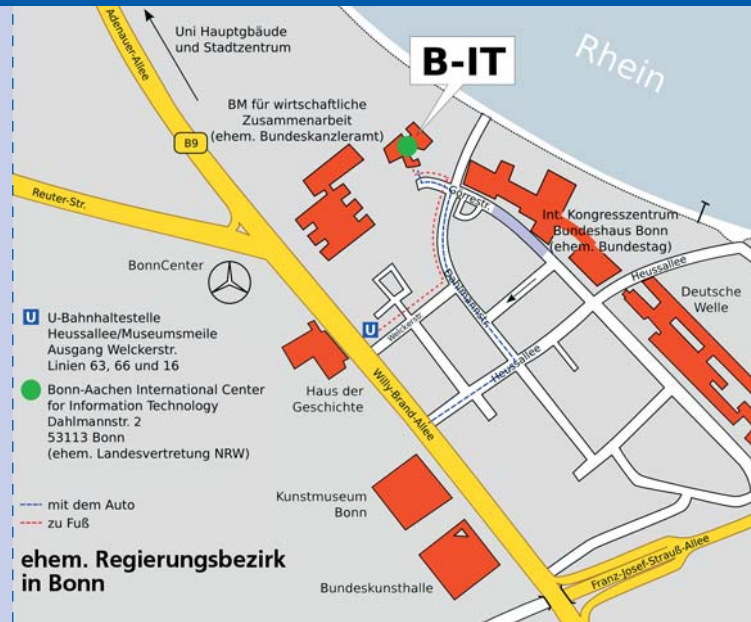 Adenauer-Allee
Uni Hauptgbäude
und Stadtzentrum
B-IT
Rhein
BM für wirtschaftliche
Zusammenarbeit
(ehem. Bundeskanzleramt)
B9
Reuter-Str.
Görrestr.
Int. Kongresszentrum
Bundeshaus Bonn
(ehem. Bundestag)
BonnCenter
Heussallee
Dahlmannstr.
Deutsche
Welle
U
U-Bahnhaltestelle
Heussallee/Museumsmeile
Ausgang Welckerstr.
Linien 63, 66 und 16
U
Welckerstr.
Heussallee
Bonn-Aachen International Center
for Information Technology
Dahlmannstr. 2
53113 Bonn
(ehem. Landesvertretung NRW)
Haus der
Geschichte
Willy-Brand-Allee
mit dem Auto
zu Fuß
Kunstmuseum
Bonn
ehem. Regierungsbezirk
in Bonn
Bundeskunsthalle
Franz-Josef-Strauß-Allee